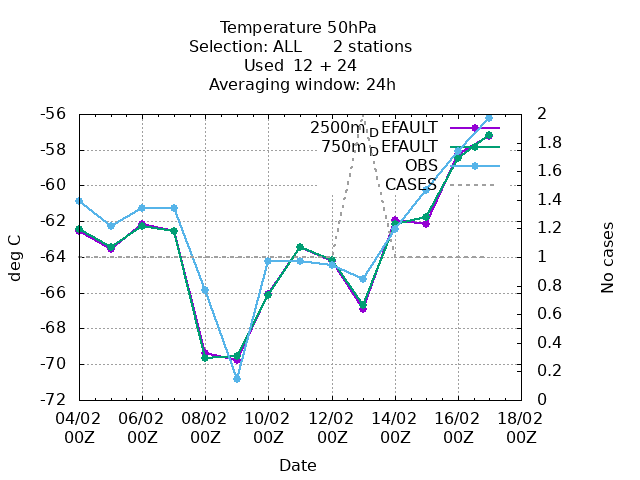 Temperature 50hPa
Selection: ALL 2 stations
Used 12 + 24
Averaging window: 24h
-56
-58
-60
-62
-64
-66
-68
-70
-72
deg C
2500m_DEFAULT
750m_DEFAULT
OBS
CASES
2
1.8
1.6
1.4
1.2
1
0.8
0.6
0.4
0.2
0
No cases
04/02 06/02 08/02 10/02 12/02 14/02 16/02 18/02
00Z 00Z 00Z 00Z 00Z 00Z 00Z 00Z
Date